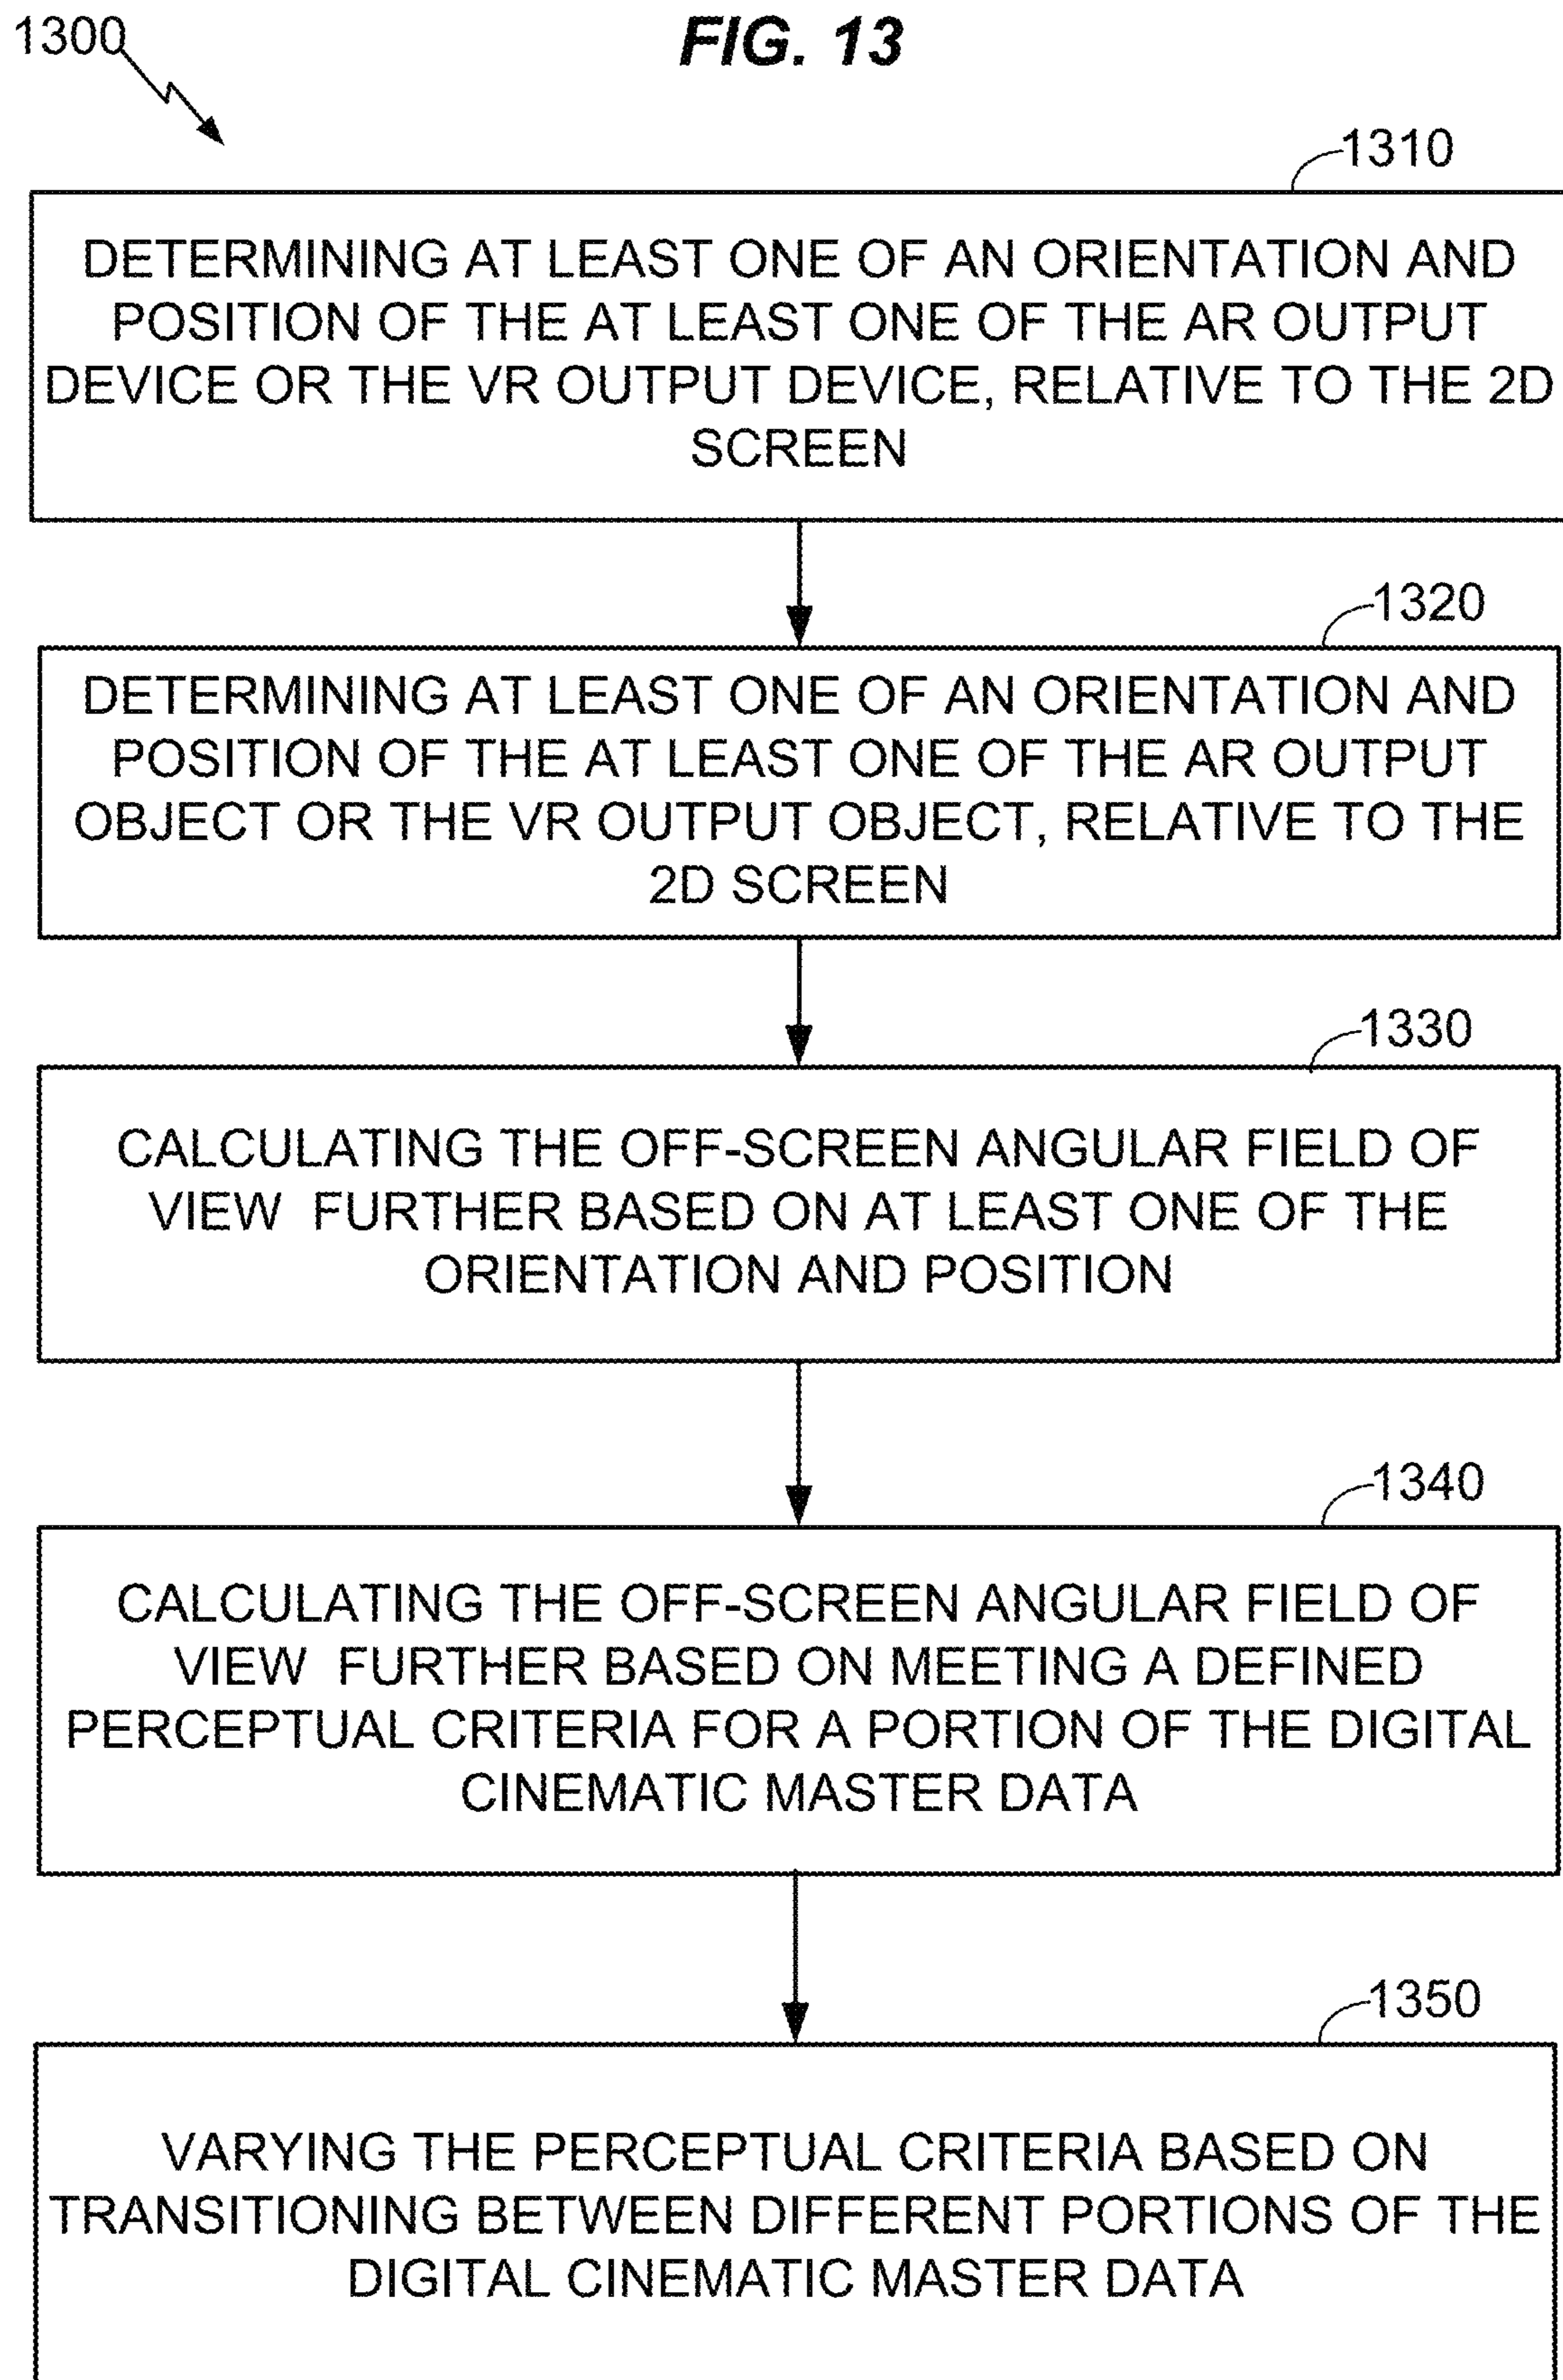 1300
FIG. 13
1310
DETERMINING AT LEAST ONE OF AN ORIENTATION AND
POSITION OF THE AT LEAST ONE OF THE AR OUTPUT
DEVICE OR THE VR OUTPUT DEVICE, RELATIVE TO THE 2D
SCREEN
1320
DETERMINING AT LEAST ONE OF AN ORIENTATION AND
POSITION OF THE AT LEAST ONE OF THE AR OUTPUT
OBJECT OR THE VR OUTPUT OBJECT, RELATIVE TO THE
2D SCREEN
1330
CALCULATING THE OFF-SCREEN ANGULAR FIELD OF
VIEW FURTHER BASED ON AT LEAST ONE OF THE
ORIENTATION AND POSITION
1340
CALCULATING THE OFF-SCREEN ANGULAR FIELD OF
VIEW FURTHER BASED ON MEETING A DEFINED
PERCEPTUAL CRITERIA FOR A PORTION OF THE DIGITAL
CINEMATIC MASTER DATA
1350
VARYING THE PERCEPTUAL CRITERIA BASED ON
TRANSITIONING BETWEEN DIFFERENT PORTIONS OF THE
DIGITAL CINEMATIC MASTER DATA